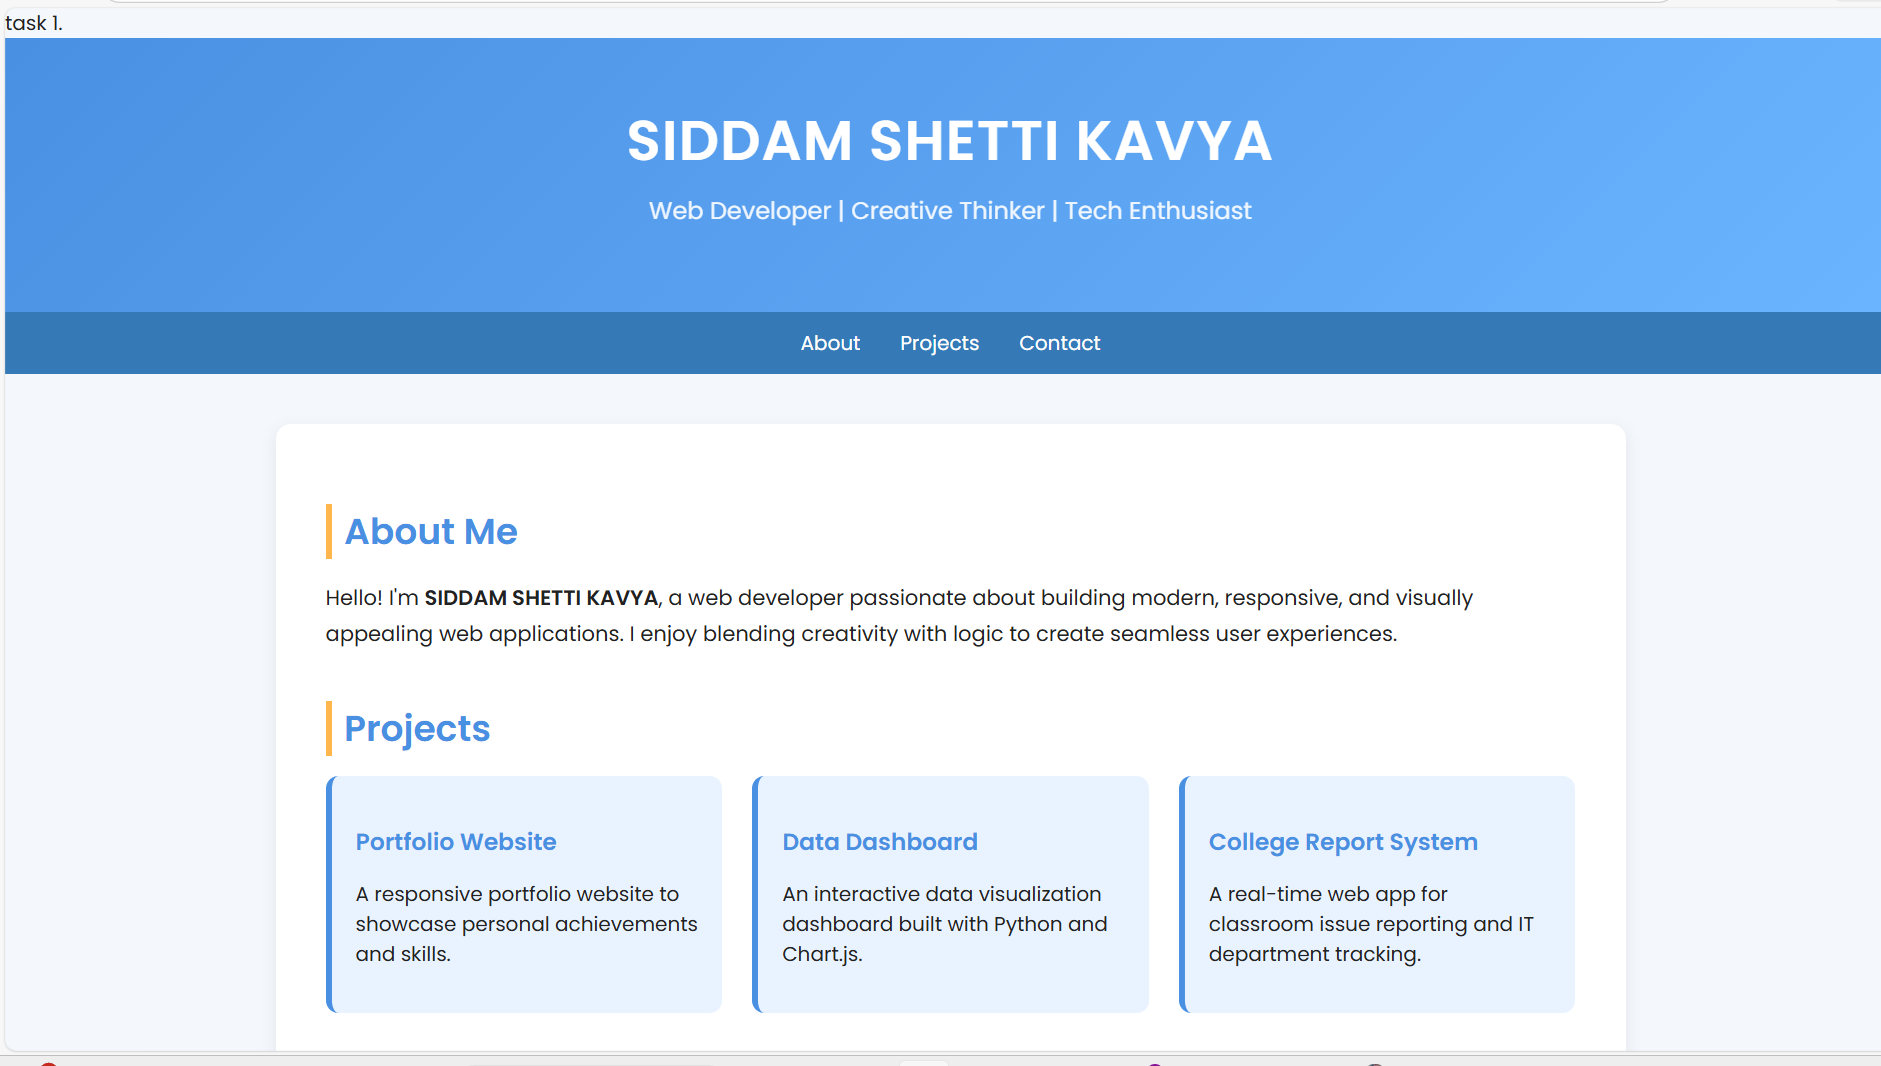 task 1.
SIDDAM SHETTI KAVYA
Web Developer | Creative Thinker | Tech Enthusiast
About Projects Contact
About Me
Hello! I'm SIDDAM SHETTI KAVYA, a web developer passionate about building modern, responsive, and visually
appealing web applications. I enjoy blending creativity with logic to create seamless user experiences.
Projects
Portfolio Website
A responsive portfolio website to
showcase personal achievements
and skills.
Data Dashboard
An interactive data visualization
dashboard built with Python and
Chart.js.
College Report System
A real-time web app for
classroom issue reporting and IT
department tracking.